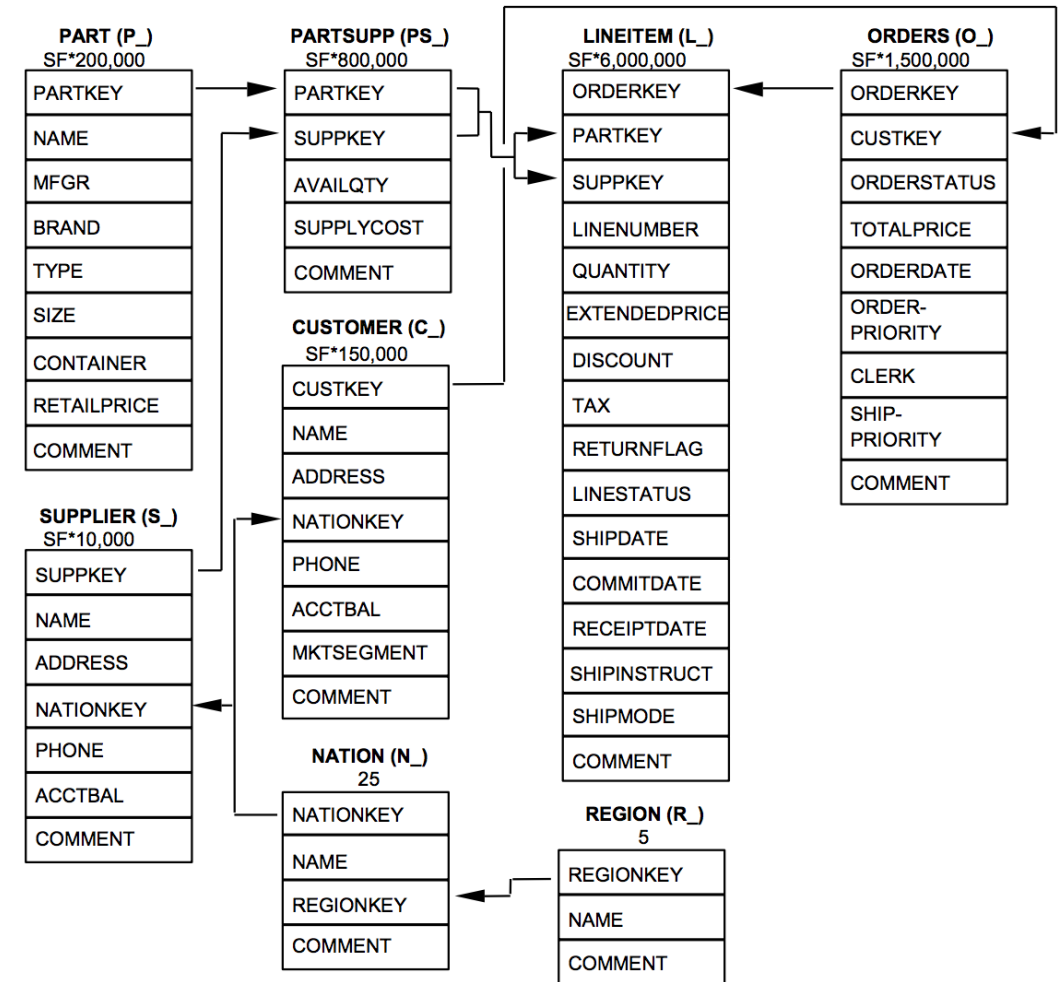 PART (P_)
SF*200,000
PARTKEY
NAME
MFGR
BRAND
TYPE
SIZE
CONTAINER
RETAILPRICE
COMMENT
SUPPLIER (S_)
SF*10,000
SUPPKEY
NAME
ADDRESS
NATIONKEY
PHONE
ACCTBAL
COMMENT
PARTSUPP (PS_)
SF*800,000
PARTKEY
SUPPKEY
AVAILQTY
SUPPLYCOST
COMMENT
CUSTOMER (C_)
SF*150,000
CUSTKEY
NAME
ADDRESS
NATIONKEY
PHONE
ACCTBAL
MKTSEGMENT
COMMENT
NATION (N_)
25
NATIONKEY
NAME
REGIONKEY
COMMENT
LINEITEM (L_)
SF*6,000,000
ORDERKEY
PARTKEY
SUPPKEY
LINENUMBER
QUANTITY
EXTENDEDPRICE
DISCOUNT
TAX
RETURNFLAG
LINESTATUS
SHIPDATE
COMMITDATE
RECEIPTDATE
SHIPINSTRUCT
SHIPMODE
COMMENT
REGION (R_)
5
REGIONKEY
NAME
COMMENT
ORDERS (O_)
SF*1,500,000
ORDERKEY
CUSTKEY
ORDERSTATUS
TOTALPRICE
ORDERDATE
ORDER-
PRIORITY
CLERK
SHIP-
PRIORITY
COMMENT